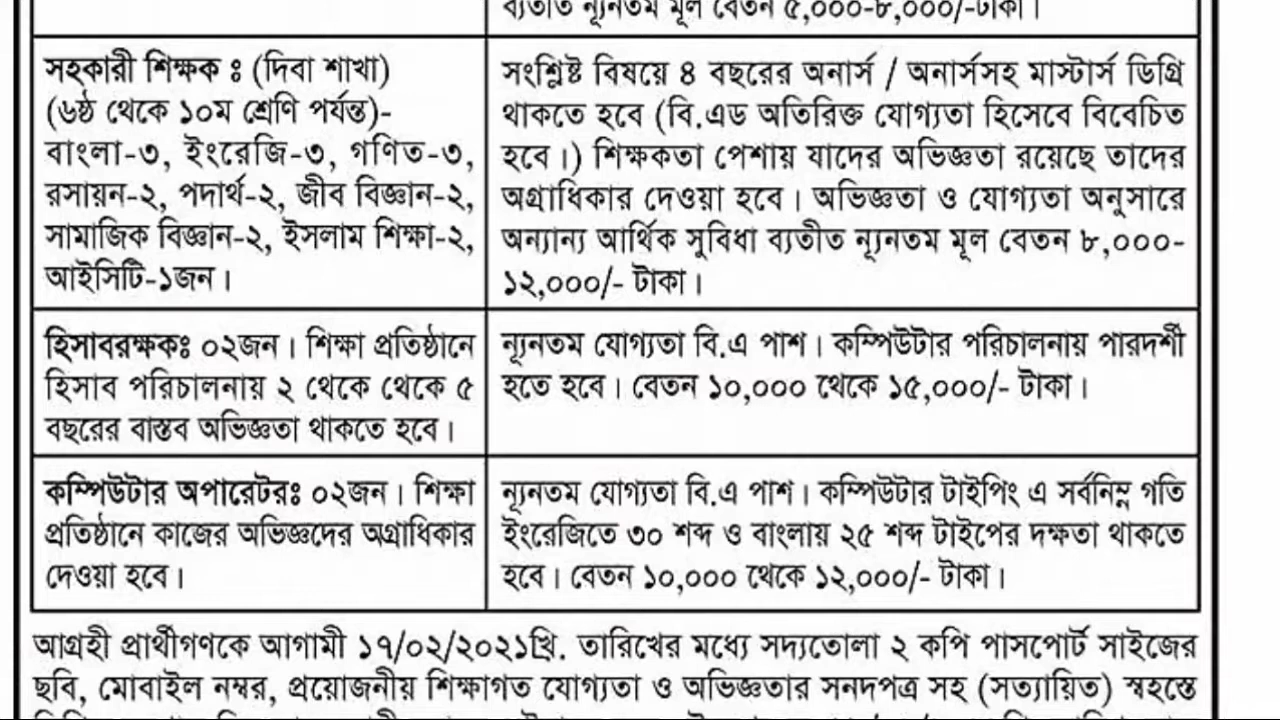 ব্যতীত ন্যূনতম মূল বেতন ৫,০০০-৮,০০০/-টাকা।
সহকারী শিক্ষক ঃ (দিবা শাখা)
(৬ষ্ঠ থেকে ১০ম শ্রেণি পর্যন্ত)-
বাংলা-৩, ইংরেজি-৩, গণিত-৩,
রসায়ন-২, পদার্থ-২, জীব বিজ্ঞান-২,
সামাজিক বিজ্ঞান-২, ইসলাম শিক্ষা-২,
আইসিটি-১জন।
সংশ্লিষ্ট বিষয়ে ৪ বছরের অনার্স / অনার্সসহ মাস্টার্স ডিগ্রি
থাকতে হবে (বি.এড অতিরিক্ত যোগ্যতা হিসেবে বিবেচিত
হবে।) শিক্ষকতা পেশায় যাদের অভিজ্ঞতা রয়েছে তাদের
অগ্রাধিকার দেওয়া হবে। অভিজ্ঞতা ও যোগ্যতা অনুসারে
অন্যান্য আর্থিক সুবিধা ব্যতীত ন্যূনতম মূল বেতন ৮,০০০-
১২,০০০/- টাকা।
হিসাবরক্ষকঃ ০২জন। শিক্ষা প্রতিষ্ঠানে
হিসাব পরিচালনায় ২ থেকে থেকে ৫
বছরের বাস্তব অভিজ্ঞতা থাকতে হবে।
ন্যূনতম যোগ্যতা বি.এ পাশ। কম্পিউটার পরিচালনায় পারদর্শী
হতে হবে। বেতন ১০,০০০ থেকে ১৫,০০০/- টাকা।
কম্পিউটার অপারেটরঃ ০২জন। শিক্ষা
প্রতিষ্ঠানে কাজের অভিজ্ঞদের অগ্রাধিকার
দেওয়া হবে।
ন্যূনতম যোগ্যতা বি.এ পাশ। কম্পিউটার টাইপিং এ সর্বনিম্ন গতি
ইংরেজিতে ৩০ শব্দ ও বাংলায় ২৫ শব্দ টাইপের দক্ষতা থাকতে
হবে। বেতন ১০,০০০ থেকে ১২,০০০/- টাকা।
আগ্রহী প্রার্থীগণকে আগামী ১৭/০২/২০২১খ্রি. তারিখের মধ্যে সদ্যতোলা ২ কপি পাসপোর্ট সাইজের
ছবি, মোবাইল নম্বর, প্রয়োজনীয় শিক্ষাগত যোগ্যতা ও অভিজ্ঞতার সনদপত্র সহ (সত্যায়িত) স্বহস্তে